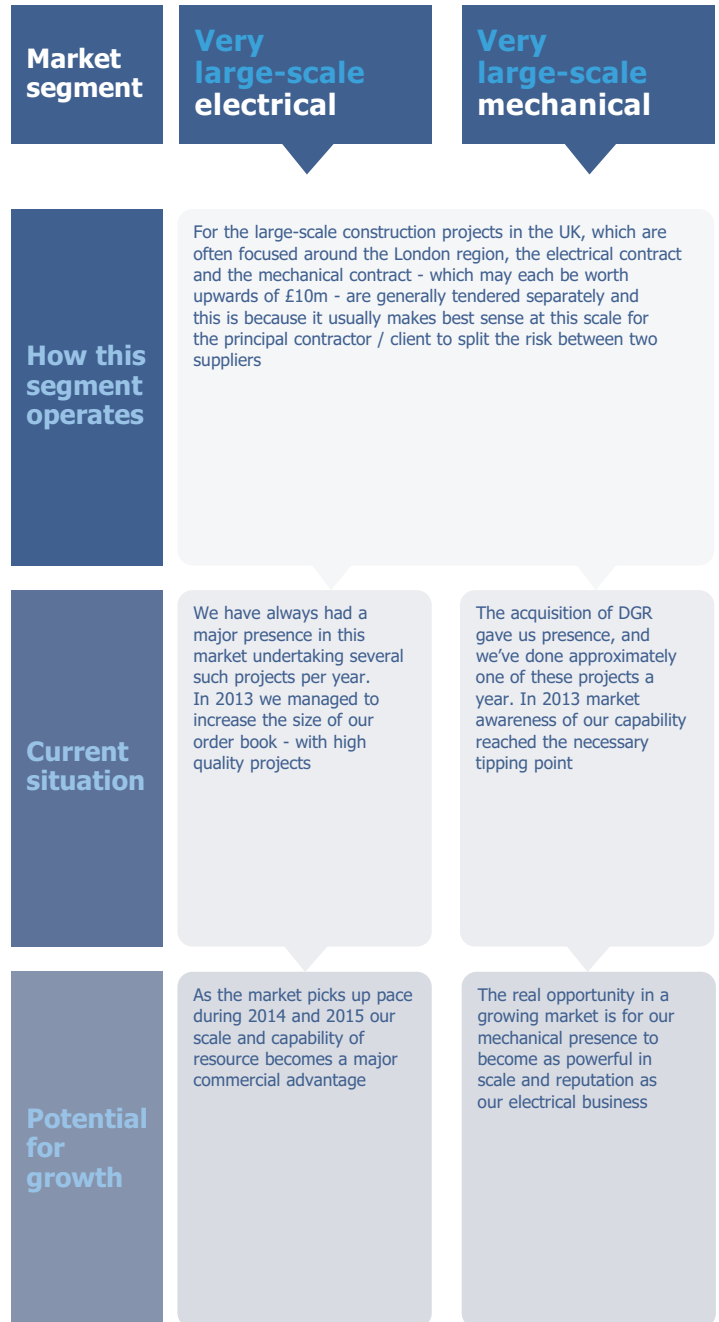 Market
segment
Very
large-scale
electrical
Very
large-scale
mechanical
How this
segment
operates
For the large-scale construction projects in the UK, which are
often focused around the London region, the electrical contract
and the mechanical contract - which may each be worth
upwards of £10m - are generally tendered separately and
this is because it usually makes best sense at this scale for
the principal contractor / client to split the risk between two
suppliers
Current
situation
We have always had a
major presence in this
market undertaking several
such projects per year.
In 2013 we managed to
increase the size of our
order book - with high
quality projects
The acquisition of DGR
gave us presence, and
we’ve done approximately
one of these projects a
year. In 2013 market
awareness of our capability
reached the necessary
tipping point
Potential
for
growth
As the market picks up pace
during 2014 and 2015 our
scale and capability of
resource becomes a major
commercial advantage
The real opportunity in a
growing market is for our
mechanical presence to
become as powerful in
scale and reputation as
our electrical business